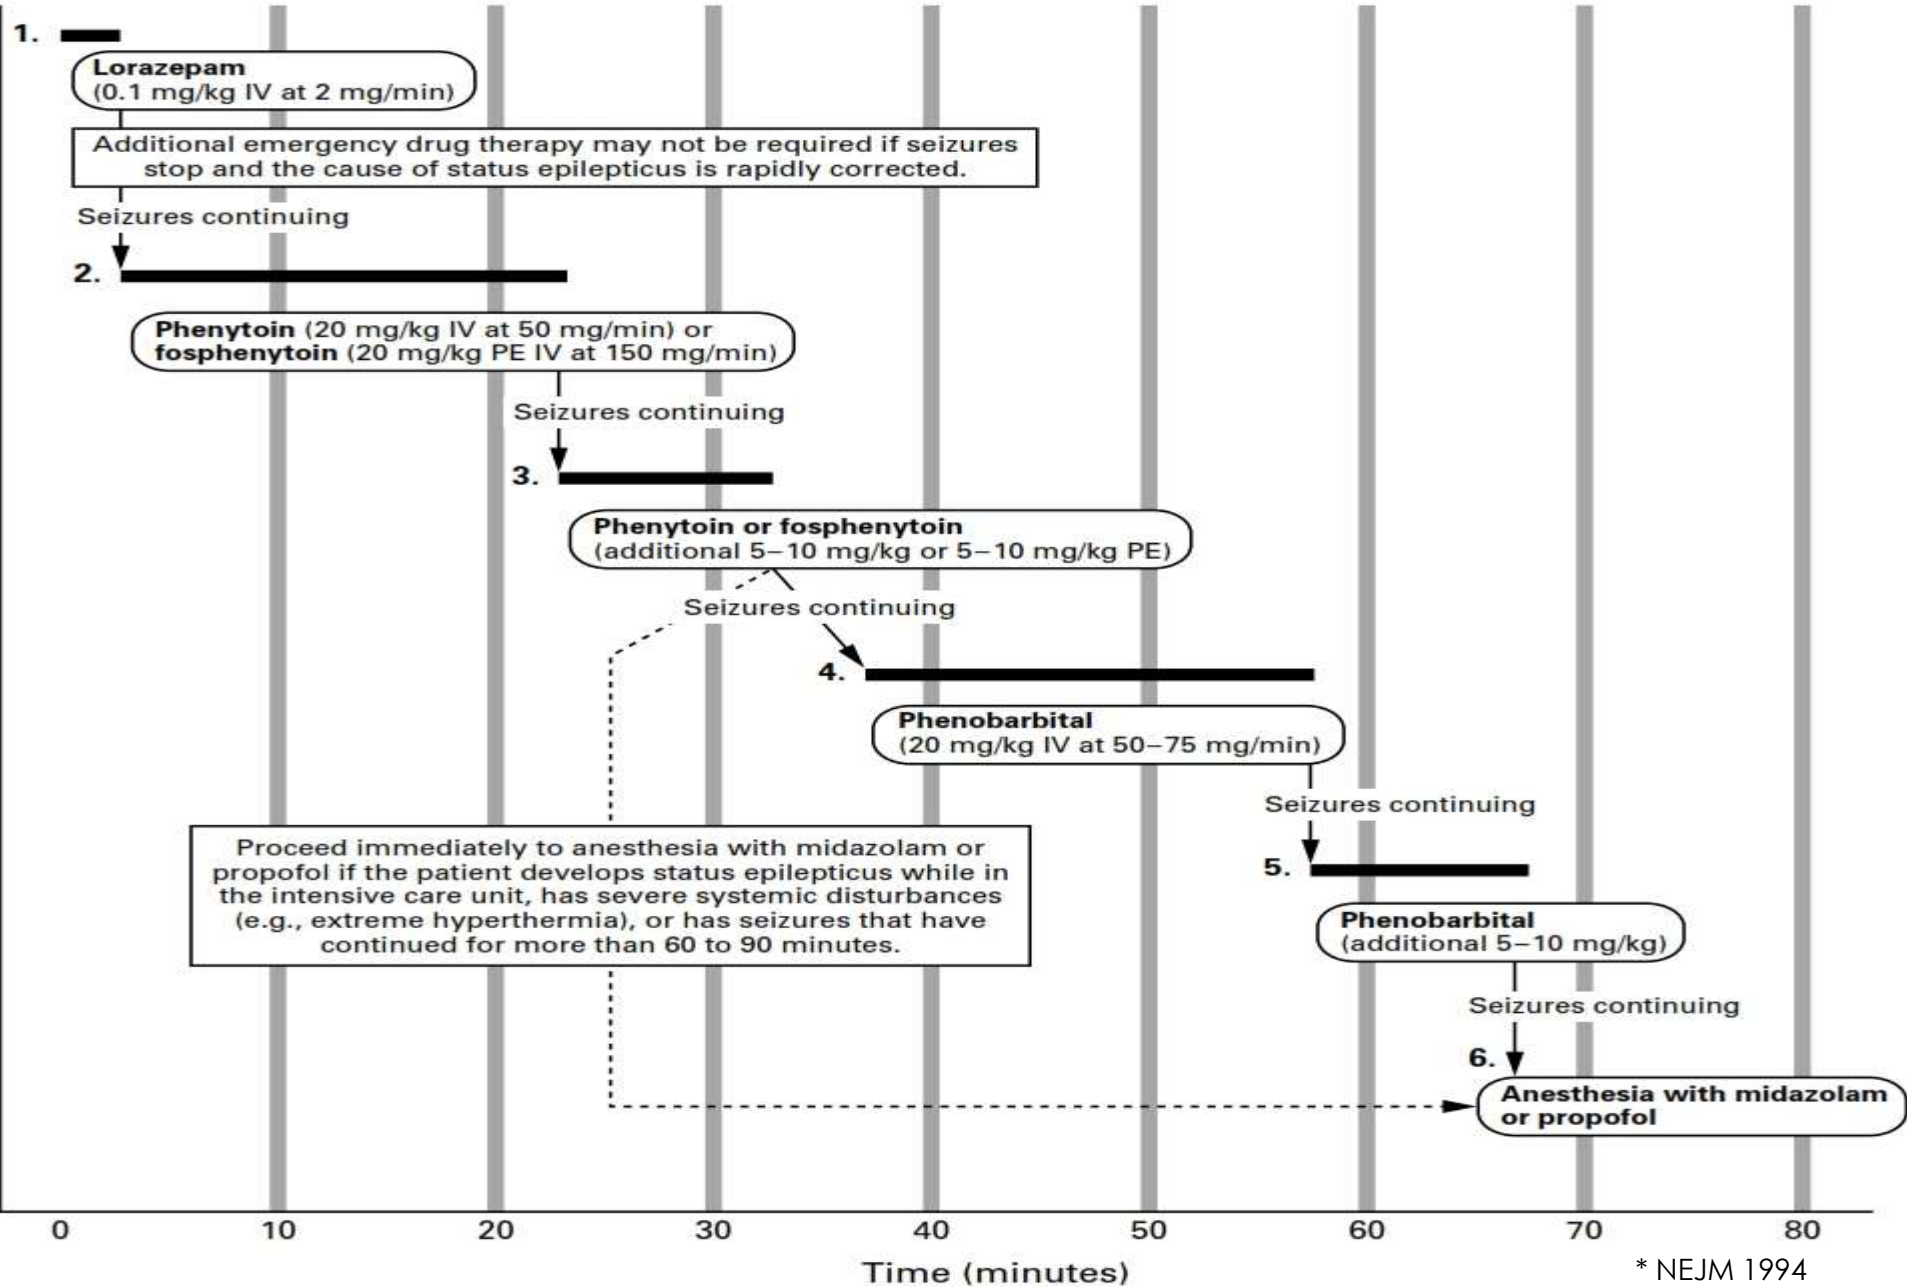 1.
Lorazepam
(0.1 mg/kg IV at 2 mg/min)
Additional emergency drug therapy may not be required if seizures
stop and the cause of status epilepticus is rapidly corrected.
Seizures continuing
2.
Phenytoin (20 mg/kg IV at 50 mg/min) or
fosphenytoin (20 mg/kg PE IV at 150 mg/min)
Seizures continuing
3.
Phenytoin or fosphenytoin
(additional 5–10 mg/kg or 5–10 mg/kg PE)
Seizures continuing
4.
Phenobarbital
(20 mg/kg IV at 50–75 mg/min)
Seizures continuing
Proceed immediately to anesthesia with midazolam or
propofol if the patient develops status epilepticus while in
the intensive care unit, has severe systemic disturbances
(e.g., extreme hyperthermia), or has seizures that have
continued for more than 60 to 90 minutes.
5.
Phenobarbital
(additional 5–10 mg/kg)
Seizures continuing
6.
Anesthesia with midazolam
or propofol
0 10 20 30 40 50 60 70 80
Time (minutes)
* NEJM 1994